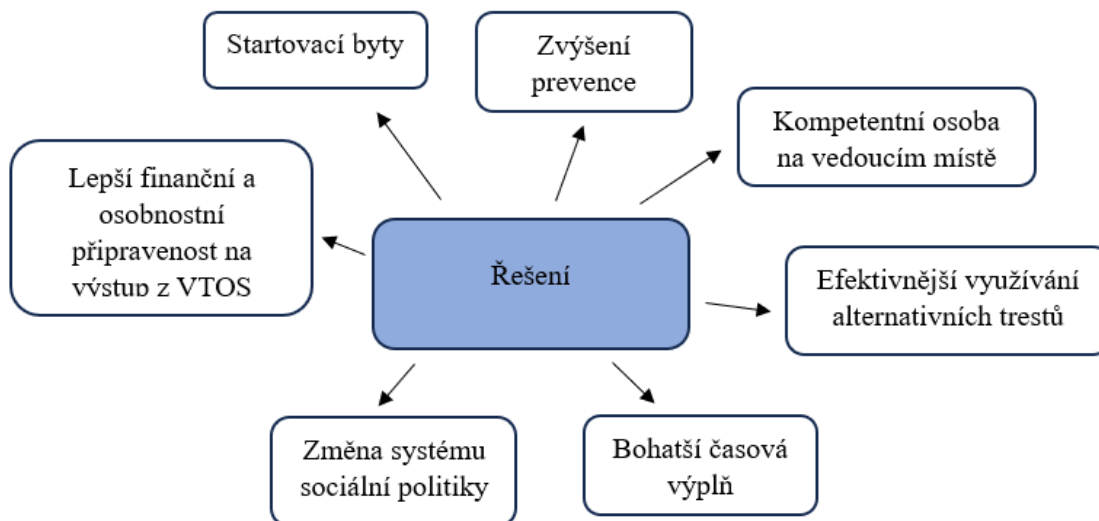 Startovací byty
Zvýšení
prevence
Kompetentní osoba
na vedoucím místě
Lepší finanční a
osobnostní
připravenost na
výstup z VTOS
Řešení
Efektivnější využívání
alternativních trestů
Změna systému
sociální politiky
Bohatší časová
výplň